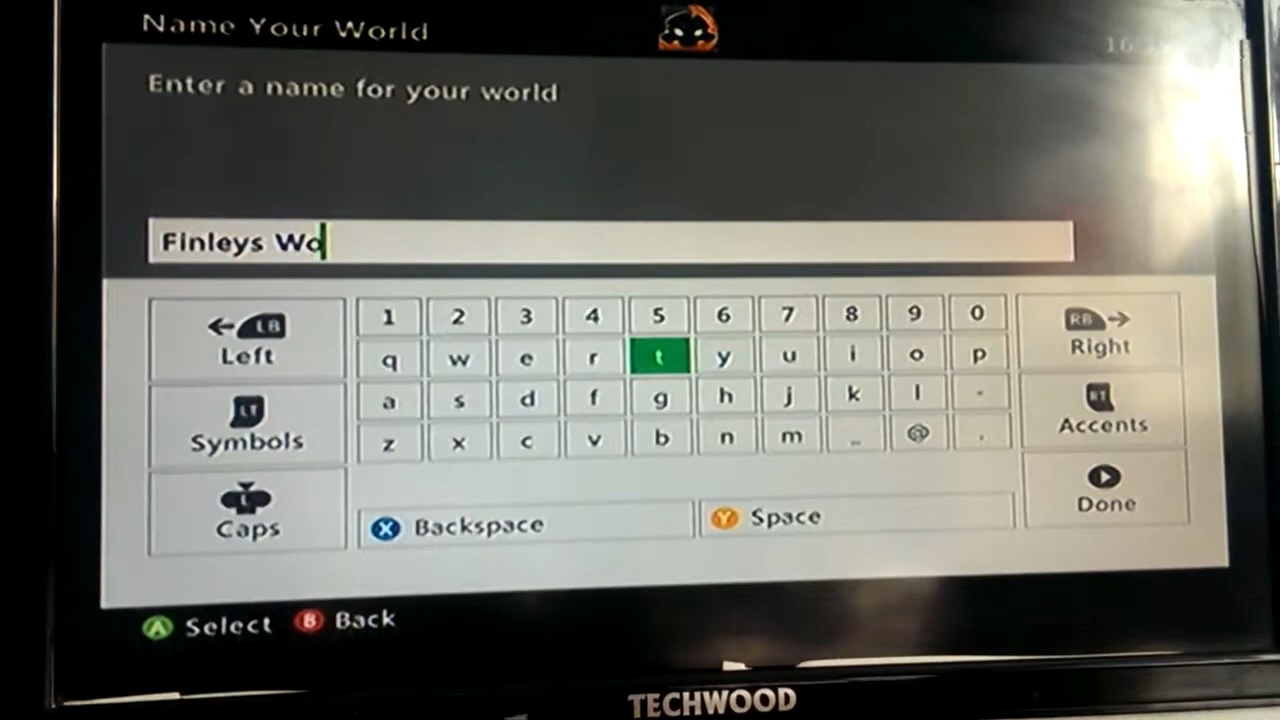 Name Your World
Enter a name for your world
Finleys Wo
LB
Left
1 2 3 4 5 6 7 8 9 0
RB
Right
q w e r t y u i o p
LT
Symbols
a s d f g h j k l -
RT
Accents
z x c v b n m _ @ .
L
Caps
X Backspace
Y Space
Done
A Select B Back
TECHWOOD